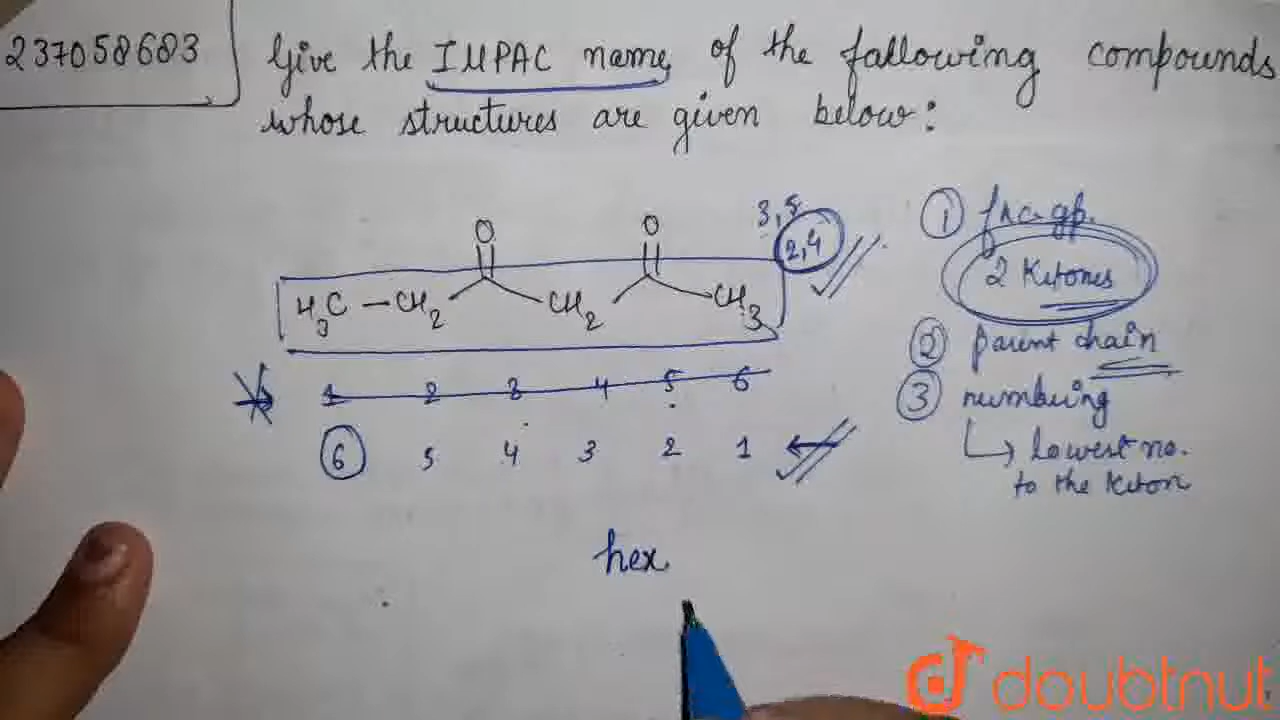 237058683
Give the IUPAC name of the fallowing compounds
whose structures are given below:
O O
3,5
2,4
H3C — CH2 CH2 CH3
1 2 3 4 5 6
6 5 4 3 2 1
① fnc. gp.
2 Ketones
② parent chain
③ numbering
↳ lowest no.
to the keton
hex
doubtnut